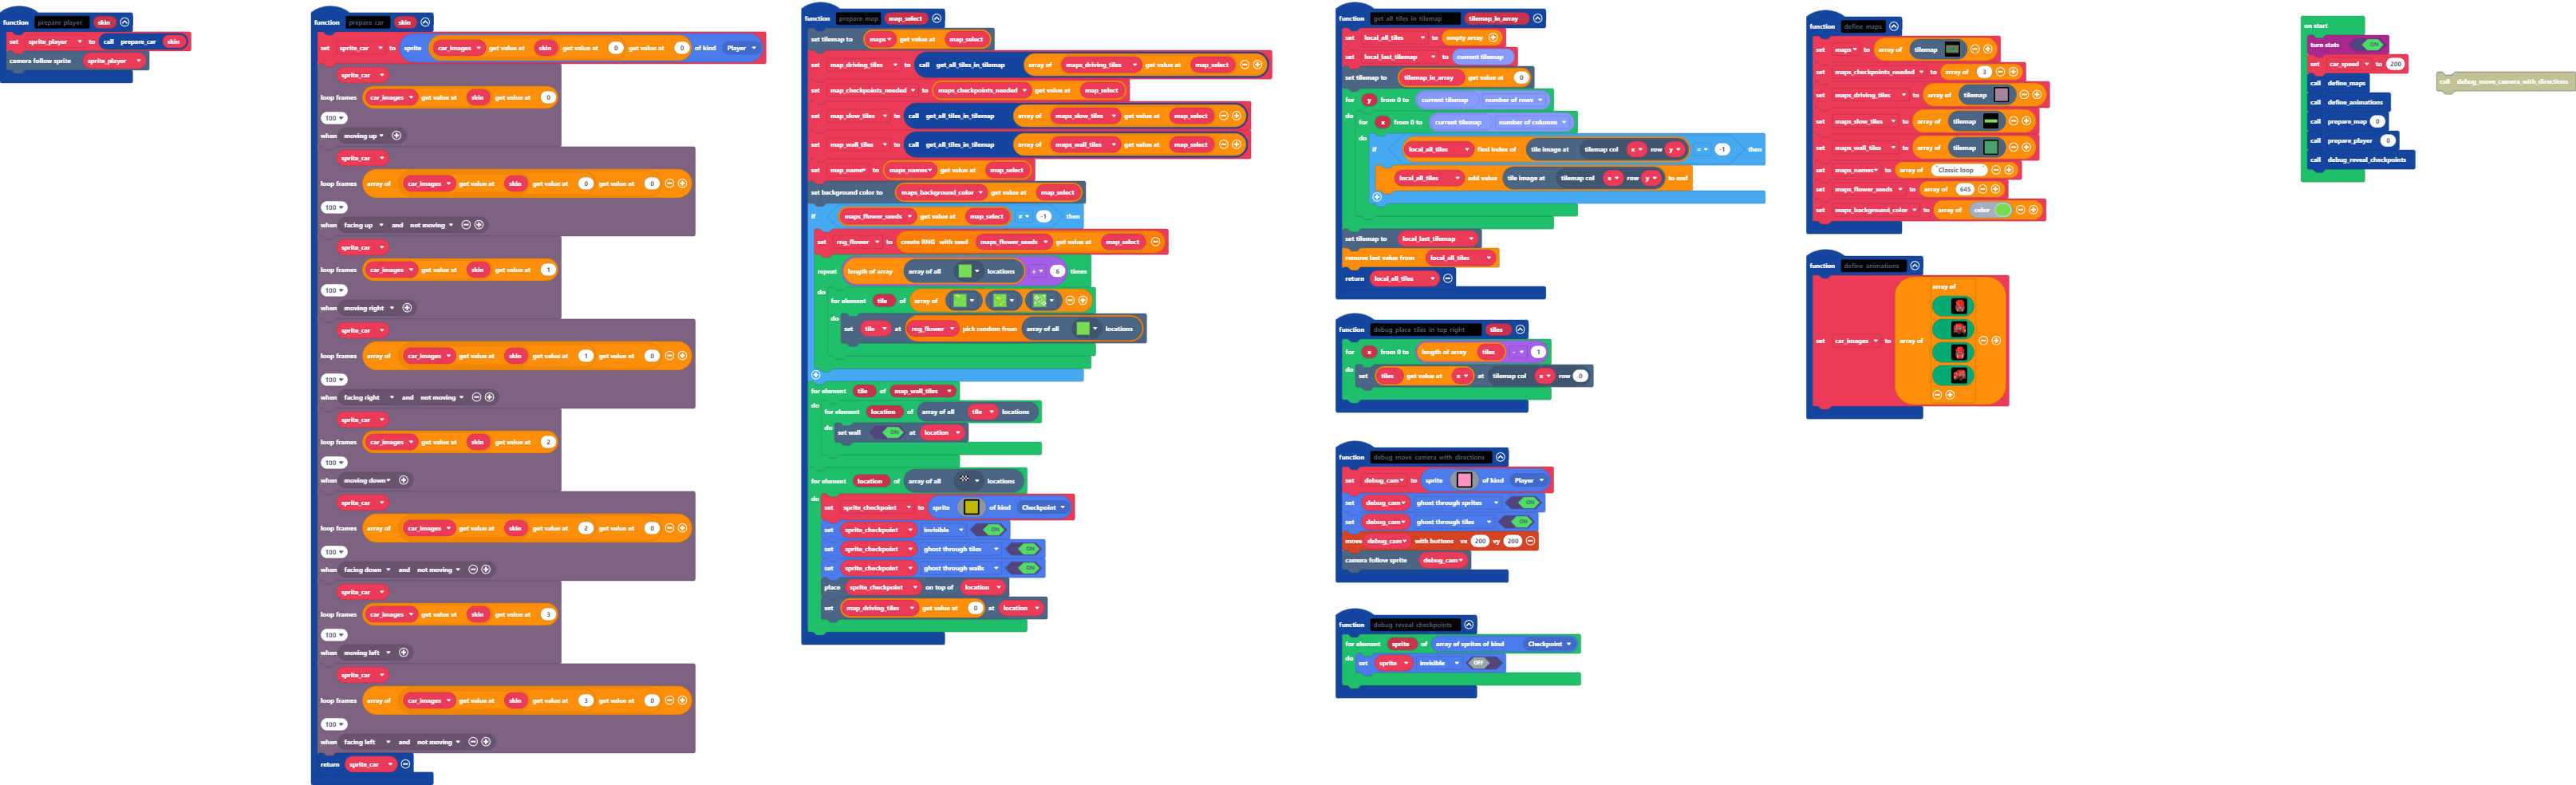 function prepare player skin
set sprite_player to call prepare_car skin
camera follow sprite sprite_player
function prepare car skin
set sprite_car to sprite car_images get value at skin get value at 0 get value at 0 of kind Player
sprite_car
loop frames car_images get value at skin get value at 0
100
when moving up
sprite_car
loop frames array of car_images get value at skin get value at 0 get value at 0
100
when facing up and not moving
sprite_car
loop frames car_images get value at skin get value at 1
100
when moving right
sprite_car
loop frames array of car_images get value at skin get value at 1 get value at 0
100
when facing right and not moving
sprite_car
loop frames car_images get value at skin get value at 2
100
when moving down
sprite_car
loop frames array of car_images get value at skin get value at 2 get value at 0
100
when facing down and not moving
sprite_car
loop frames car_images get value at skin get value at 3
100
when moving left
sprite_car
loop frames array of car_images get value at skin get value at 3 get value at 0
100
when facing left and not moving
return sprite_car
function prepare map map_select
set tilemap to maps get value at map_select
set map_driving_tiles to call get_all_tiles_in_tilemap array of maps_driving_tiles get value at map_select
set map_checkpoints_needed to maps_checkpoints_needed get value at map_select
set map_slow_tiles to call get_all_tiles_in_tilemap array of maps_slow_tiles get value at map_select
set map_wall_tiles to call get_all_tiles_in_tilemap array of maps_wall_tiles get value at map_select
set map_name to maps_names get value at map_select
set background color to maps_background_color get value at map_select
if maps_flower_seeds get value at map_select ≠ -1 then
set rng_flower to create RNG with seed maps_flower_seeds get value at map_select
repeat length of array array of all locations ÷ 6 times
do for element tile of array of
do set tile at rng_flower pick random from array of all locations
for element tile of map_wall_tiles
do for element location of array of all tile locations
do set wall ON at location
for element location of array of all locations
do set sprite_checkpoint to sprite of kind Checkpoint
set sprite_checkpoint invisible ON
set sprite_checkpoint ghost through tiles ON
set sprite_checkpoint ghost through walls ON
place sprite_checkpoint on top of location
set map_driving_tiles get value at 0 at location
function get all tiles in tilemap tilemap_in_array
set local_all_tiles to empty array
set local_last_tilemap to current tilemap
set tilemap to tilemap_in_array get value at 0
for y from 0 to current tilemap number of rows
do for x from 0 to current tilemap number of columns
do if local_all_tiles find index of tile image at tilemap col x row y = -1 then
local_all_tiles add value tile image at tilemap col x row y to end
set tilemap to local_last_tilemap
remove last value from local_all_tiles
return local_all_tiles
function debug place tiles in top right tiles
for x from 0 to length of array tiles - 1
do set tiles get value at x at tilemap col x row 0
function debug move camera with directions
set debug_cam to sprite of kind Player
set debug_cam ghost through sprites ON
set debug_cam ghost through tiles ON
move debug_cam with buttons vx 200 vy 200
camera follow sprite debug_cam
function debug reveal checkpoints
for element sprite of array of sprites of kind Checkpoint
do set sprite invisible OFF
function define maps
set maps to array of tilemap
set maps_checkpoints_needed to array of 3
set maps_driving_tiles to array of tilemap
set maps_slow_tiles to array of tilemap
set maps_wall_tiles to array of tilemap
set maps_names to array of Classic loop
set maps_flower_seeds to array of 645
set maps_background_color to array of color
function define animations
array of
set car_images to array of
on start
turn stats ON
set car_speed to 200
call define_maps
call define_animations
call prepare_map 0
call prepare_player 0
call debug_reveal_checkpoints
call debug_move_camera_with_directions